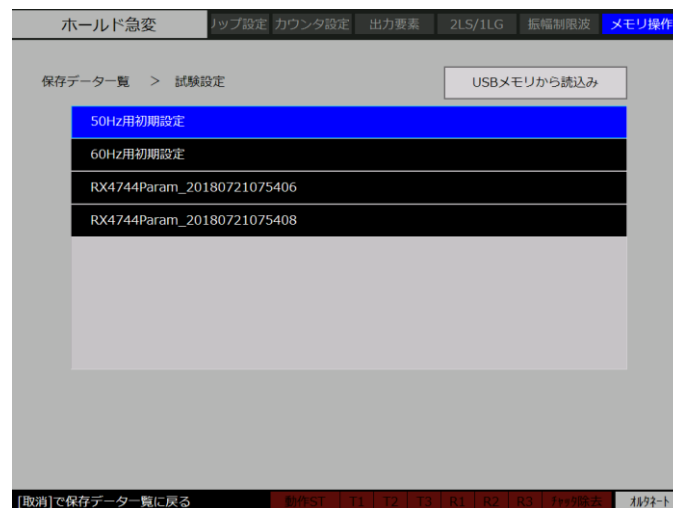 ホールド急変 リップ設定 カウンタ設定 出力要素 2LS/1LG 振幅制限波 メモリ操作
保存データ一覧 > 試験設定 USBメモリから読込み
50Hz用初期設定
60Hz用初期設定
RX4744Param_20180721075406
RX4744Param_20180721075408
[取消]で保存データ一覧に戻る 動作ST T1 T2 T3 R1 R2 R3 ﾁｬｯﾀ除去 ｵﾙﾀﾈｰﾄ